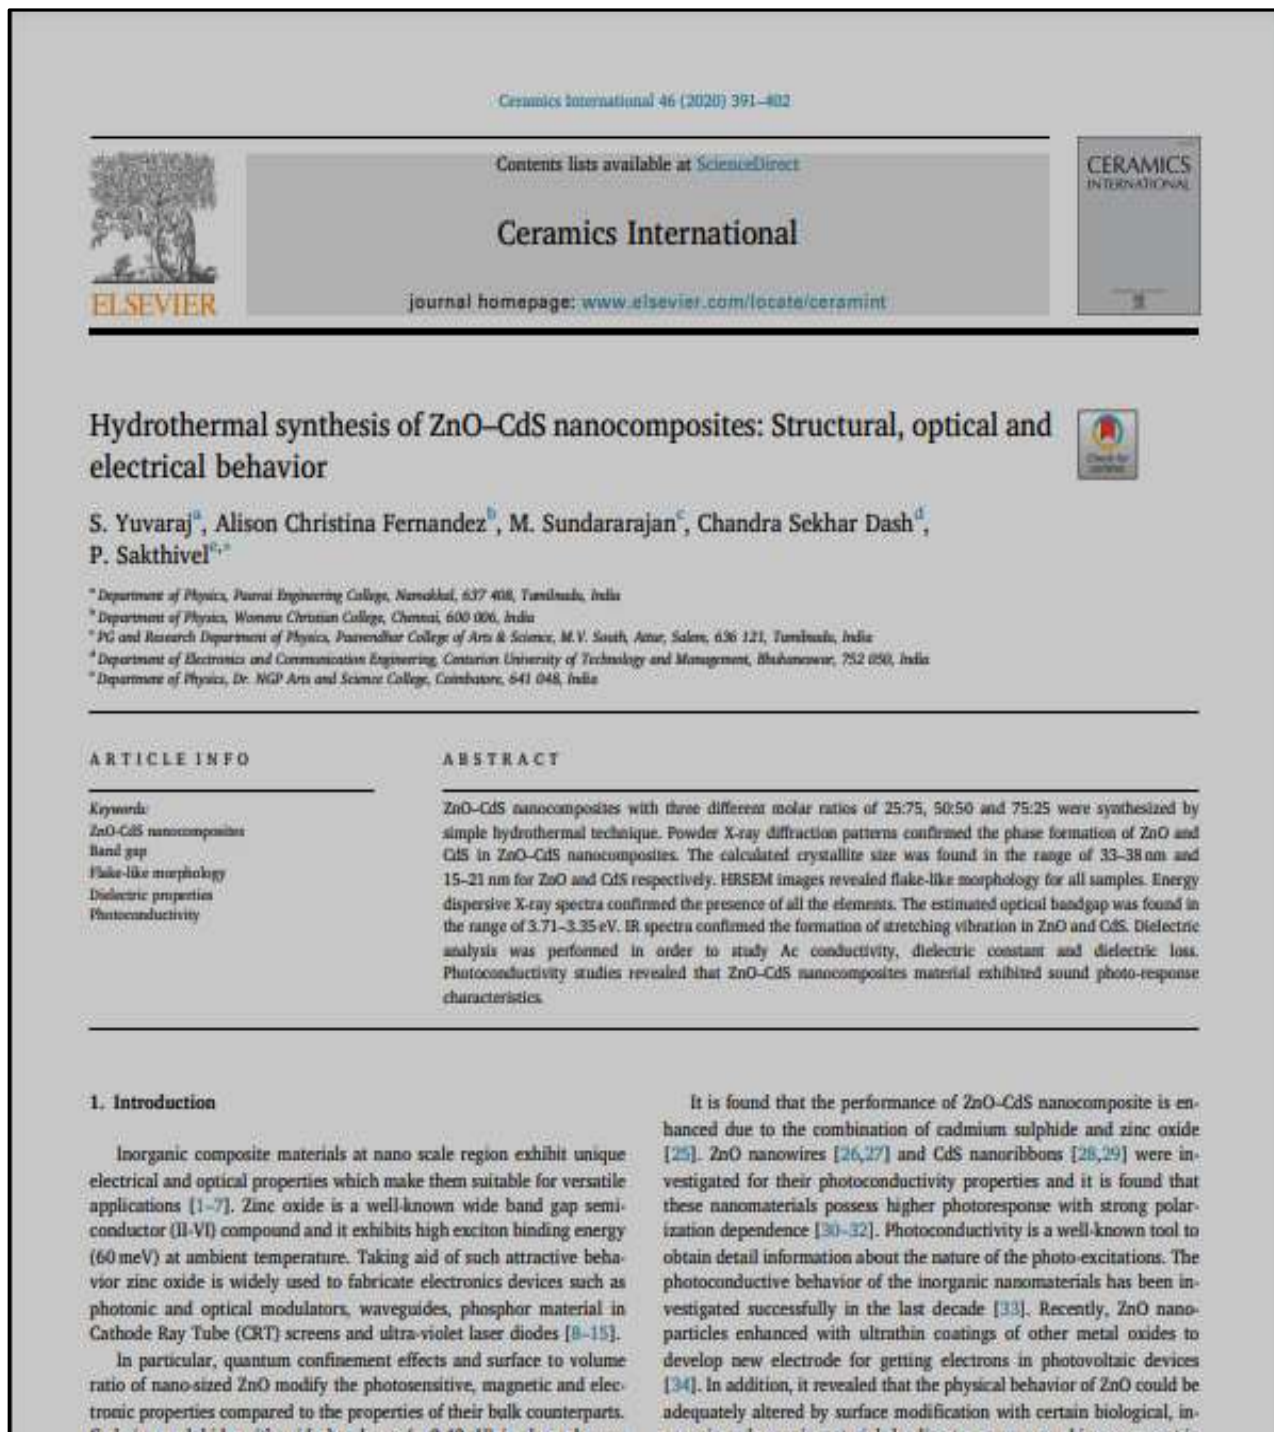 Ceramics International 46 (2020) 391–402
Contents lists available at ScienceDirect
Ceramics International
journal homepage: www.elsevier.com/locate/ceramint
ELSEVIER
CERAMICS
INTERNATIONAL
Hydrothermal synthesis of ZnO–CdS nanocomposites: Structural, optical and
electrical behavior
Check for
updates
S. Yuvaraj a, Alison Christina Fernandez b, M. Sundararajan c, Chandra Sekhar Dash d,
P. Sakthivel e,*
a Department of Physics, Paavai Engineering College, Namakkal, 637 408, Tamilnadu, India
b Department of Physics, Womens Christian College, Chennai, 600 006, India
c PG and Research Department of Physics, Paavendhar College of Arts & Science, M.V. South, Attur, Salem, 636 121, Tamilnadu, India
d Department of Electronics and Communication Engineering, Centurion University of Technology and Management, Bhubaneswar, 752 050, India
e Department of Physics, Dr. NGP Arts and Science College, Coimbatore, 641 048, India
ARTICLE INFO
Keywords:
ZnO-CdS nanocomposites
Band gap
Flake-like morphology
Dielectric properties
Photoconductivity
ABSTRACT
ZnO–CdS nanocomposites with three different molar ratios of 25:75, 50:50 and 75:25 were synthesized by
simple hydrothermal technique. Powder X-ray diffraction patterns confirmed the phase formation of ZnO and
CdS in ZnO–CdS nanocomposites. The calculated crystallite size was found in the range of 33–38 nm and
15–21 nm for ZnO and CdS respectively. HRSEM images revealed flake-like morphology for all samples. Energy
dispersive X-ray spectra confirmed the presence of all the elements. The estimated optical bandgap was found in
the range of 3.71–3.35 eV. IR spectra confirmed the formation of stretching vibration in ZnO and CdS. Dielectric
analysis was performed in order to study Ac conductivity, dielectric constant and dielectric loss.
Photoconductivity studies revealed that ZnO–CdS nanocomposites material exhibited sound photo-response
characteristics.
1. Introduction
Inorganic composite materials at nano scale region exhibit unique
electrical and optical properties which make them suitable for versatile
applications [1–7]. Zinc oxide is a well-known wide band gap semi-
conductor (II-VI) compound and it exhibits high exciton binding energy
(60 meV) at ambient temperature. Taking aid of such attractive beha-
vior zinc oxide is widely used to fabricate electronics devices such as
photonic and optical modulators, waveguides, phosphor material in
Cathode Ray Tube (CRT) screens and ultra-violet laser diodes [8–15].
In particular, quantum confinement effects and surface to volume
ratio of nano-sized ZnO modify the photosensitive, magnetic and elec-
tronic properties compared to the properties of their bulk counterparts.
It is found that the performance of ZnO–CdS nanocomposite is en-
hanced due to the combination of cadmium sulphide and zinc oxide
[25]. ZnO nanowires [26,27] and CdS nanoribbons [28,29] were in-
vestigated for their photoconductivity properties and it is found that
these nanomaterials possess higher photoresponse with strong polar-
ization dependence [30–32]. Photoconductivity is a well-known tool to
obtain detail information about the nature of the photo-excitations. The
photoconductive behavior of the inorganic nanomaterials has been in-
vestigated successfully in the last decade [33]. Recently, ZnO nano-
particles enhanced with ultrathin coatings of other metal oxides to
develop new electrode for getting electrons in photovoltaic devices
[34]. In addition, it revealed that the physical behavior of ZnO could be
adequately altered by surface modification with certain biological, in-